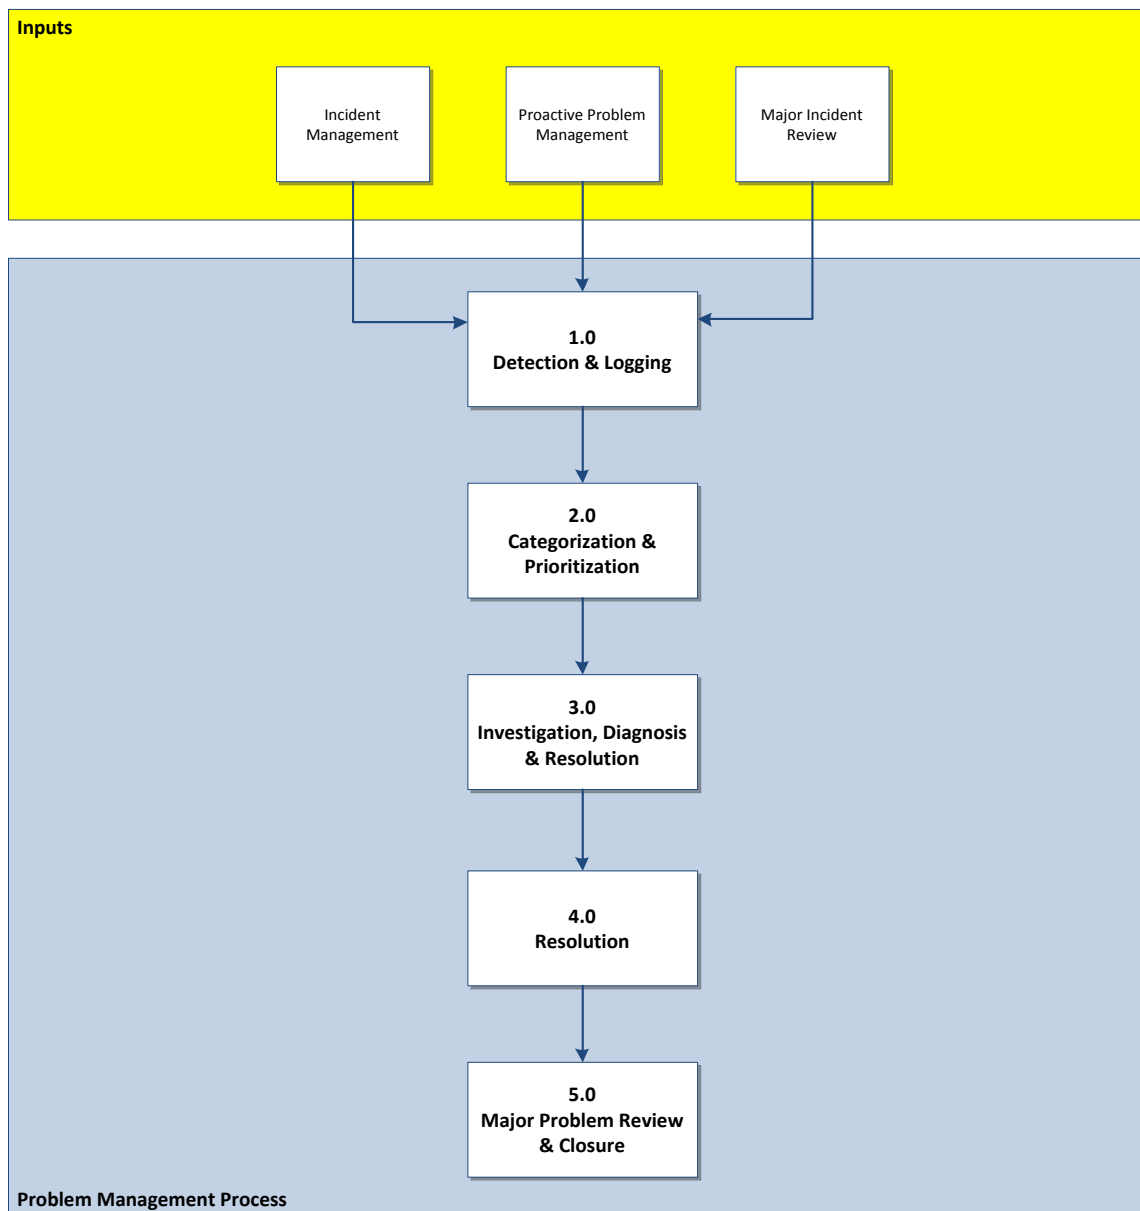 Inputs
Incident
Management
Proactive Problem
Management
Major Incident
Review
1.0
Detection & Logging
2.0
Categorization &
Prioritization
3.0
Investigation, Diagnosis
& Resolution
4.0
Resolution
5.0
Major Problem Review
& Closure
Problem Management Process